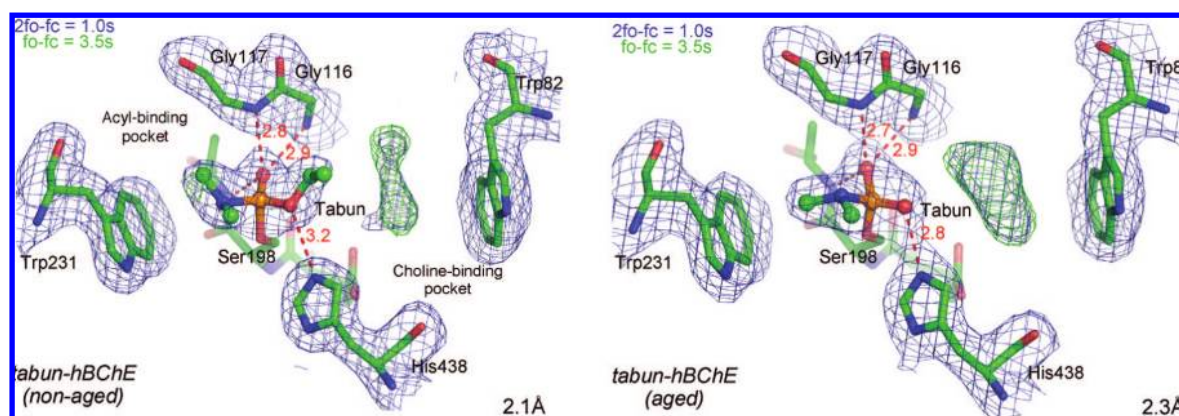 2fo-fc = 1.0s
fo-fc = 3.5s
Gly117
Gly116
Trp82
Acyl-binding
pocket
2.8
2.9
Tabun
3.2
Trp231
Ser198
Choline-binding
pocket
His438
tabun-hBChE
(non-aged)
2.1Å
2fo-fc = 1.0s
fo-fc = 3.5s
Gly117
Gly116
Trp8
2.7
2.9
Tabun
2.8
Trp231
Ser198
His438
tabun-hBChE
(aged)
2.3Å